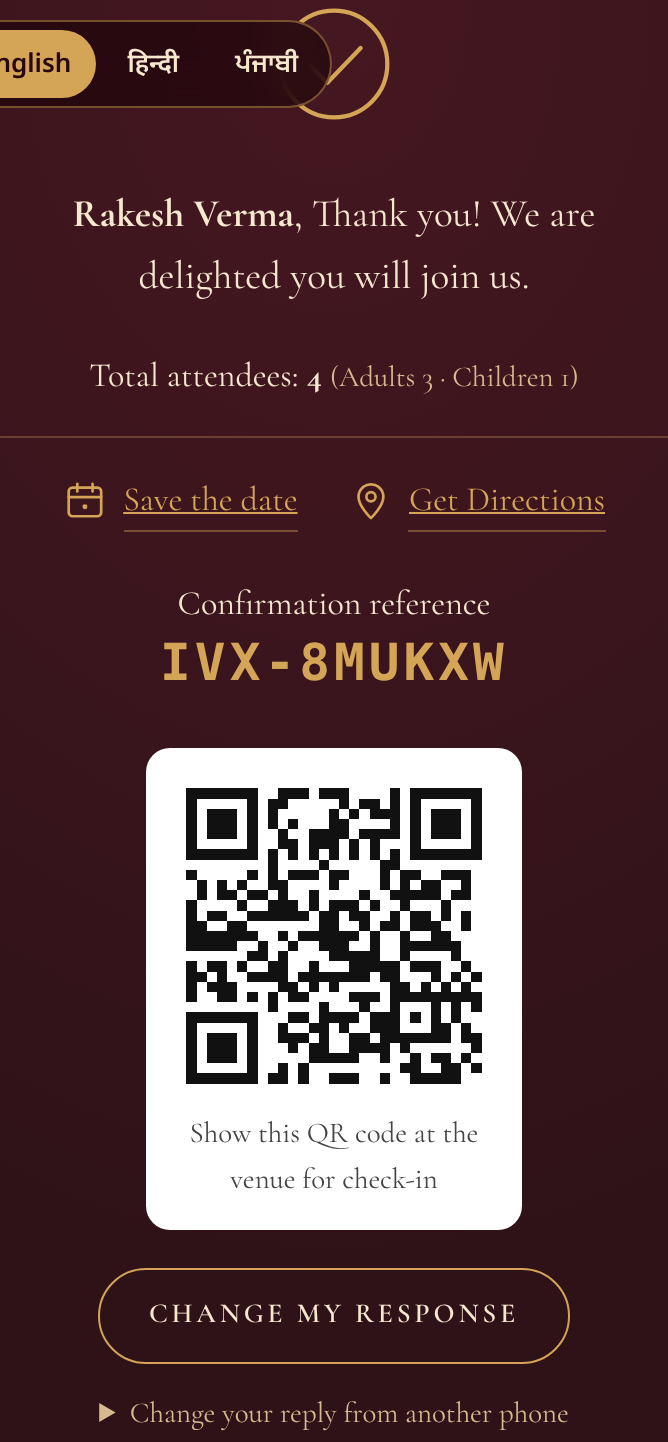 nglish हिन्दी ਪੰਜਾਬੀ
Rakesh Verma, Thank you! We are
delighted you will join us.
Total attendees: 4 (Adults 3 · Children 1)
Save the date Get Directions
Confirmation reference
IVX-8MUKXW
Show this QR code at the
venue for check-in
CHANGE MY RESPONSE
▶ Change your reply from another phone